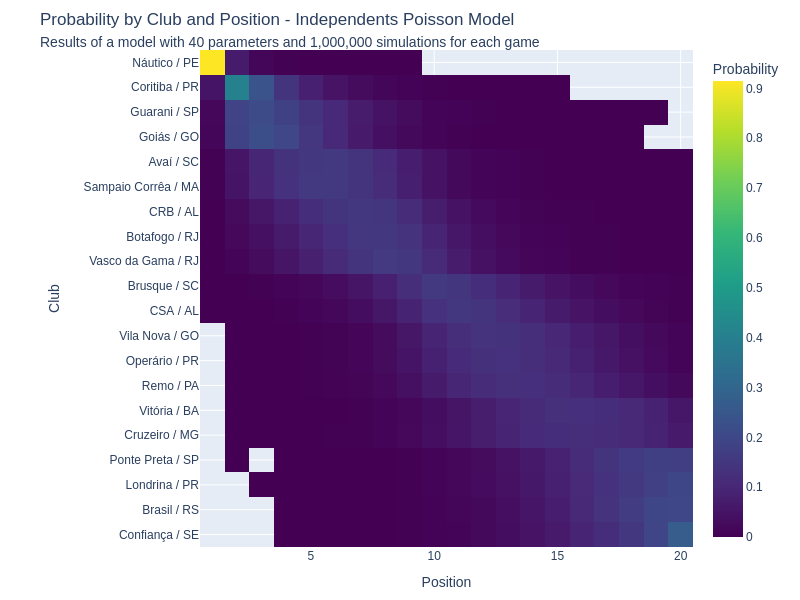 Probability by Club and Position - Independents Poisson Model
Results of a model with 40 parameters and 1,000,000 simulations for each game
Probability
Club
Náutico / PE
Coritiba / PR
Guarani / SP
Goiás / GO
Avaí / SC
Sampaio Corrêa / MA
CRB / AL
Botafogo / RJ
Vasco da Gama / RJ
Brusque / SC
CSA / AL
Vila Nova / GO
Operário / PR
Remo / PA
Vitória / BA
Cruzeiro / MG
Ponte Preta / SP
Londrina / PR
Brasil / RS
Confiança / SE
0.9
0.8
0.7
0.6
0.5
0.4
0.3
0.2
0.1
0
5
10
15
20
Position